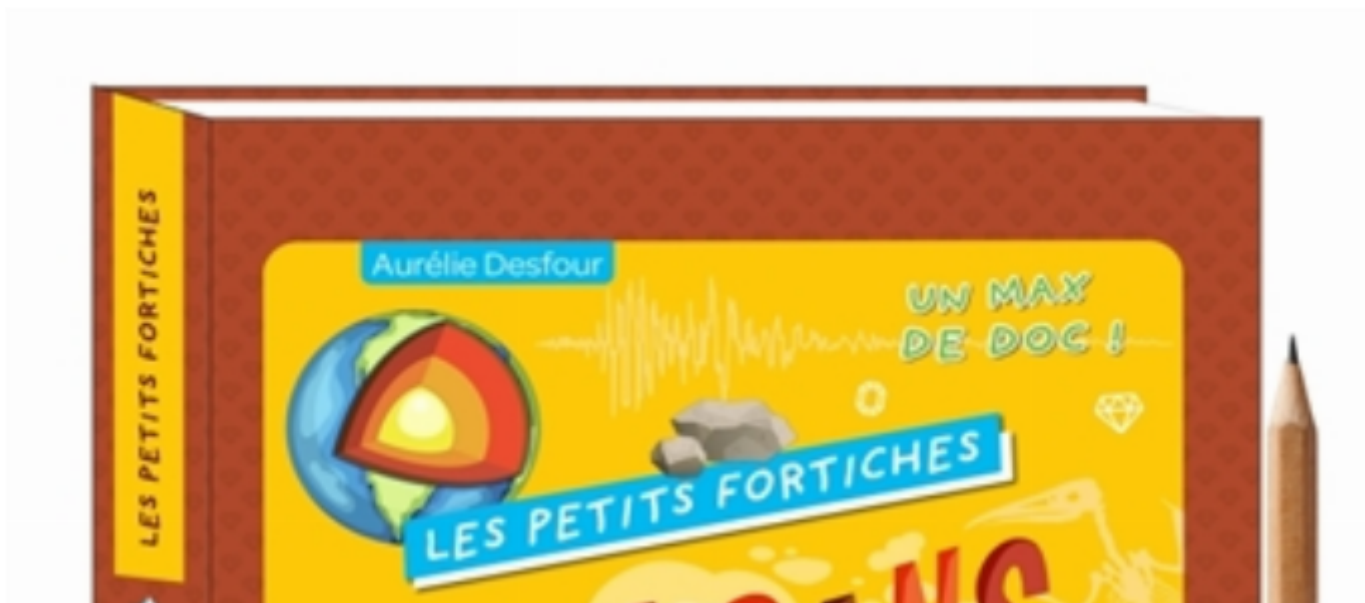 LES PETITS FORTICHES
Aurélie Desfour
UN MAX
DE DOC !
LES PETITS FORTICHES